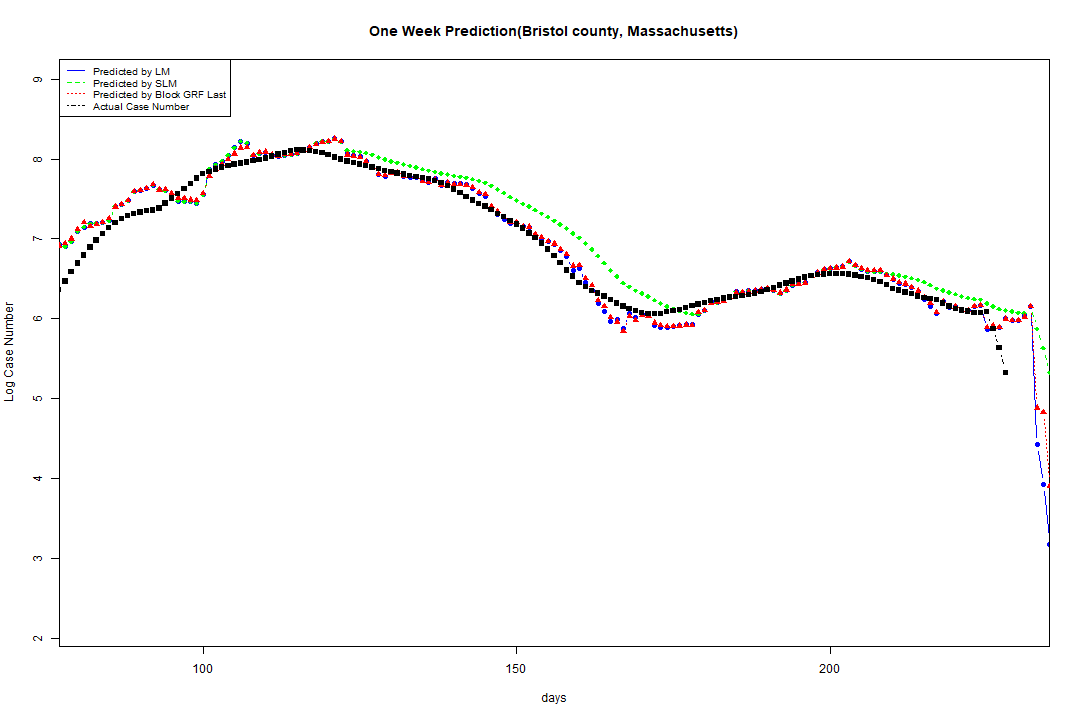 One Week Prediction(Bristol county, Massachusetts)
Predicted by LM
Predicted by SLM
Predicted by Block GRF Last
Actual Case Number
9
8
7
6
5
4
3
2
Log Case Number
100 150 200
days